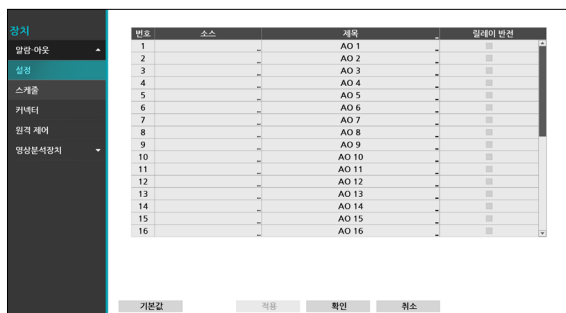 장치
알람-아웃
설정
스케줄
커넥터
원격 제어
영상분석장치
번호 소스 제목 릴레이 반전
1 AO 1
2 AO 2
3 AO 3
4 AO 4
5 AO 5
6 AO 6
7 AO 7
8 AO 8
9 AO 9
10 AO 10
11 AO 11
12 AO 12
13 AO 13
14 AO 14
15 AO 15
16 AO 16
기본값 적용 확인 취소